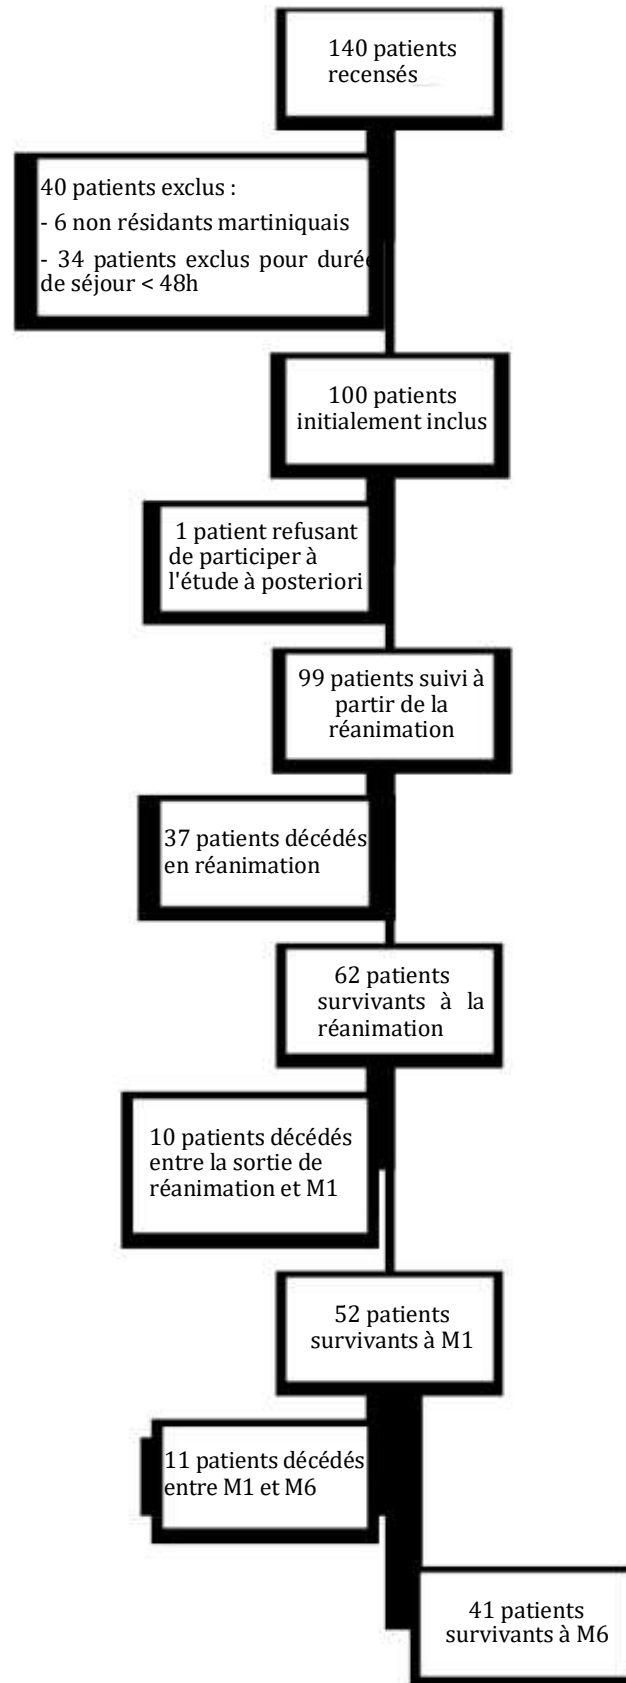 140 patients
recensés
40 patients exclus :
- 6 non résidants martiniquais
- 34 patients exclus pour durée
de séjour < 48h
100 patients
initialement inclus
1 patient refusant
de participer à
l'étude à posteriori
99 patients suivi à
partir de la
réanimation
37 patients décédés
en réanimation
62 patients
survivants à la
réanimation
10 patients décédés
entre la sortie de
réanimation et M1
52 patients
survivants à M1
11 patients décédés
entre M1 et M6
41 patients
survivants à M6